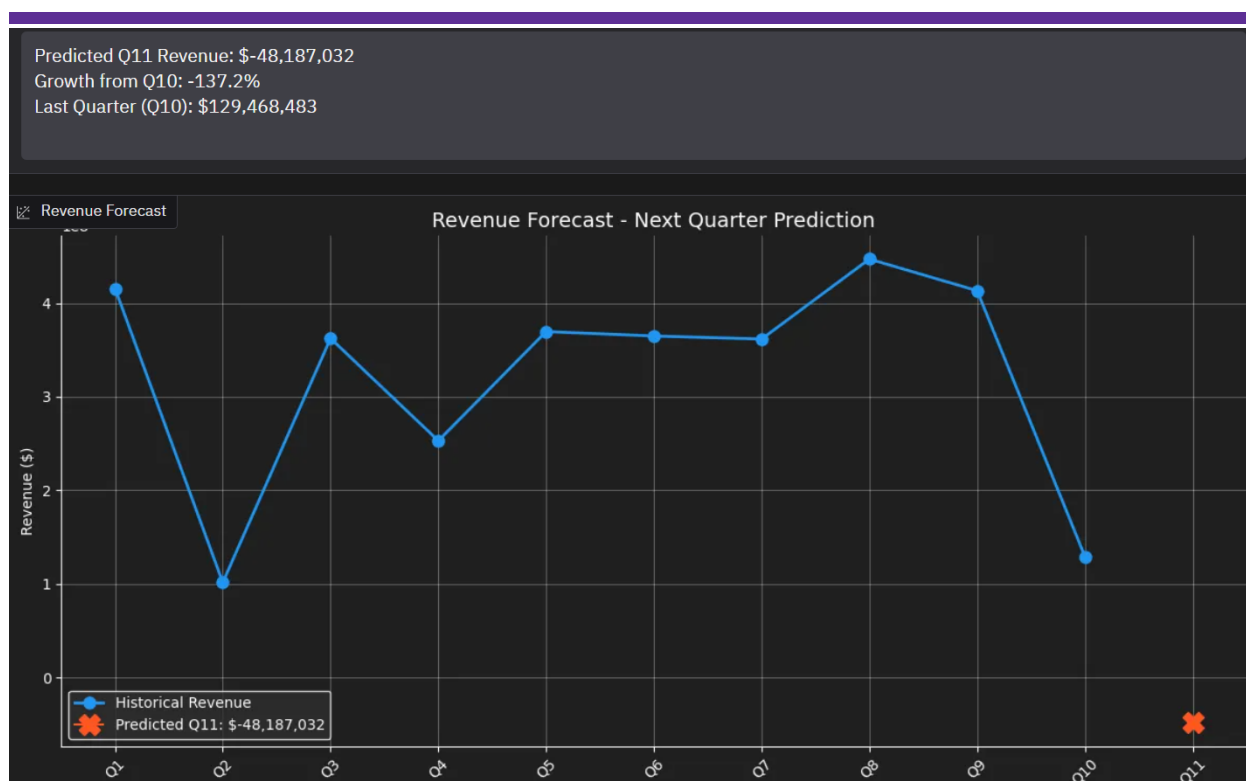 Predicted Q11 Revenue: $-48,187,032
Growth from Q10: -137.2%
Last Quarter (Q10): $129,468,483
Revenue Forecast
Revenue Forecast - Next Quarter Prediction
4
3
2
1
0
Revenue ($)
Historical Revenue
Predicted Q11: $-48,187,032
Q1 Q2 Q3 Q4 Q5 Q6 Q7 Q8 Q9 Q10 Q11